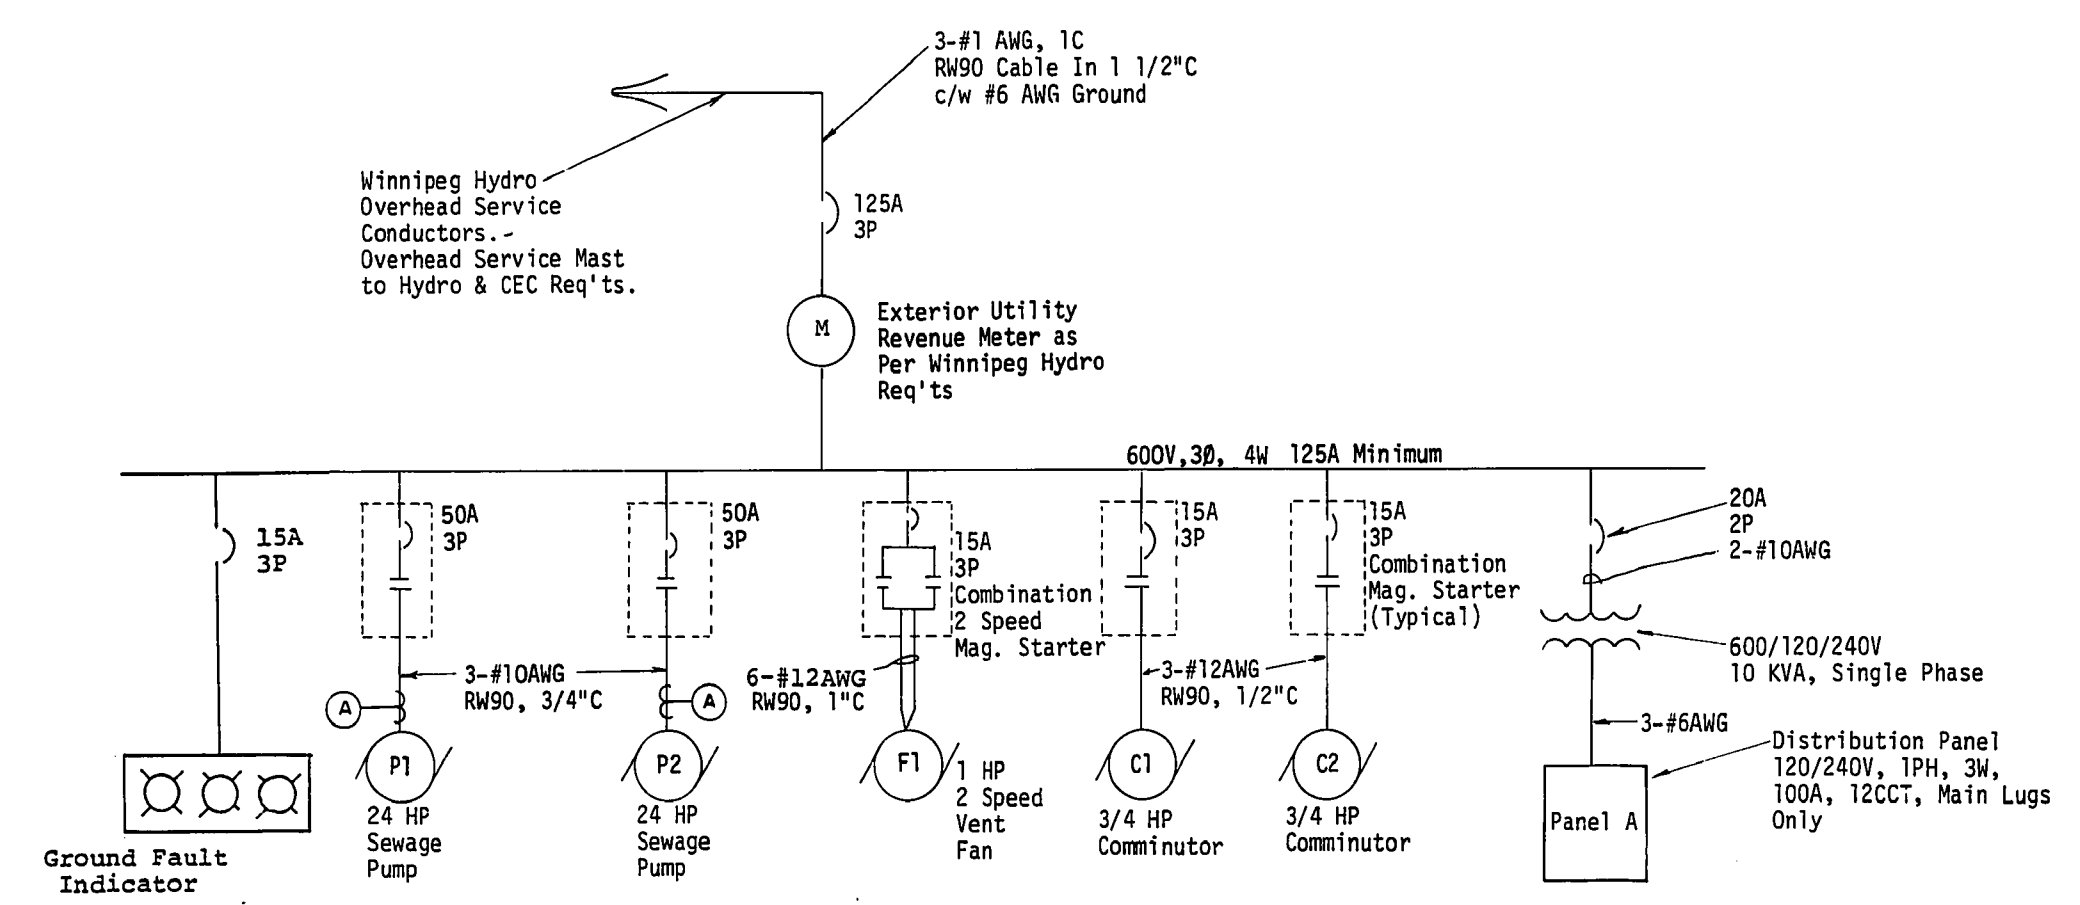 3-#1 AWG, 1C
RW90 Cable In 1 1/2"C
c/w #6 AWG Ground
Winnipeg Hydro
Overhead Service
Conductors.-
Overhead Service Mast
to Hydro & CEC Req'ts.
125A
3P
M
Exterior Utility
Revenue Meter as
Per Winnipeg Hydro
Req'ts
600V,3Ø, 4W 125A Minimum
15A
3P
Ground Fault
Indicator
50A
3P
A
P1
24 HP
Sewage
Pump
3-#10AWG
RW90, 3/4"C
50A
3P
A
P2
24 HP
Sewage
Pump
15A
3P
Combination
2 Speed
Mag. Starter
6-#12AWG
RW90, 1"C
F1
1 HP
2 Speed
Vent
Fan
15A
3P
C1
3/4 HP
Comminutor
3-#12AWG
RW90, 1/2"C
15A
3P
Combination
Mag. Starter
(Typical)
C2
3/4 HP
Comminutor
20A
2P
2-#10AWG
600/120/240V
10 KVA, Single Phase
3-#6AWG
Distribution Panel
120/240V, 1PH, 3W,
100A, 12CCT, Main Lugs
Only
Panel A